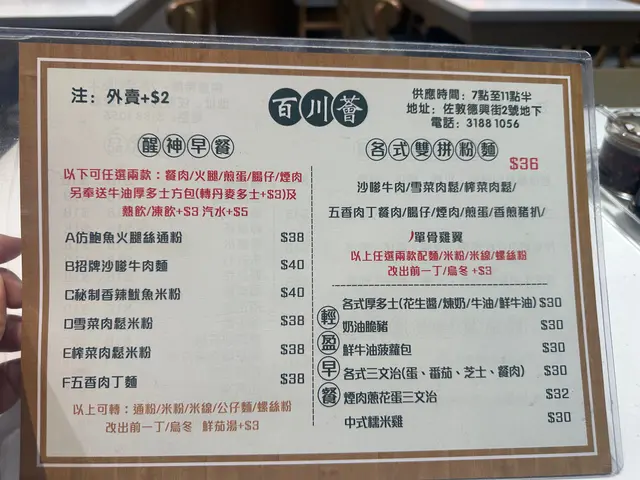 注：外賣+$2
百川薈
供應時間：7點至11點半
地址：佐敦德興街2號地下
電話：3188 1056
醒神早餐
以下可任選兩款：餐肉/火腿/煎蛋/腸仔/煙肉
另奉送牛油厚多士方包(轉丹麥多士+$3)及
熱飲/凍飲+$3 汽水+$5
A仿鮑魚火腿絲通粉 $38
B招牌沙嗲牛肉麵 $40
C秘制香辣魷魚米粉 $40
D雪菜肉鬆米粉 $38
E榨菜肉鬆米粉 $38
F五香肉丁麵 $38
以上可轉：通粉/米粉/米線/公仔麵/螺絲粉
改出前一丁/烏冬 鮮茄湯+$3
各式雙拼粉麵
$36
沙嗲牛肉/雪菜肉鬆/榨菜肉鬆/
五香肉丁餐肉/腸仔/煙肉/煎蛋/香煎豬扒/
單骨雞翼
以上任選兩款配麵/米粉/米線/螺絲粉
改出前一丁/烏冬 +$3
輕盈早餐
各式厚多士(花生醬/煉奶/牛油/鮮牛油) $30
奶油脆豬 $30
鮮牛油菠蘿包 $30
各式三文治(蛋、番茄、芝士、餐肉) $30
煙肉蔥花蛋三文治 $32
中式糯米雞 $30